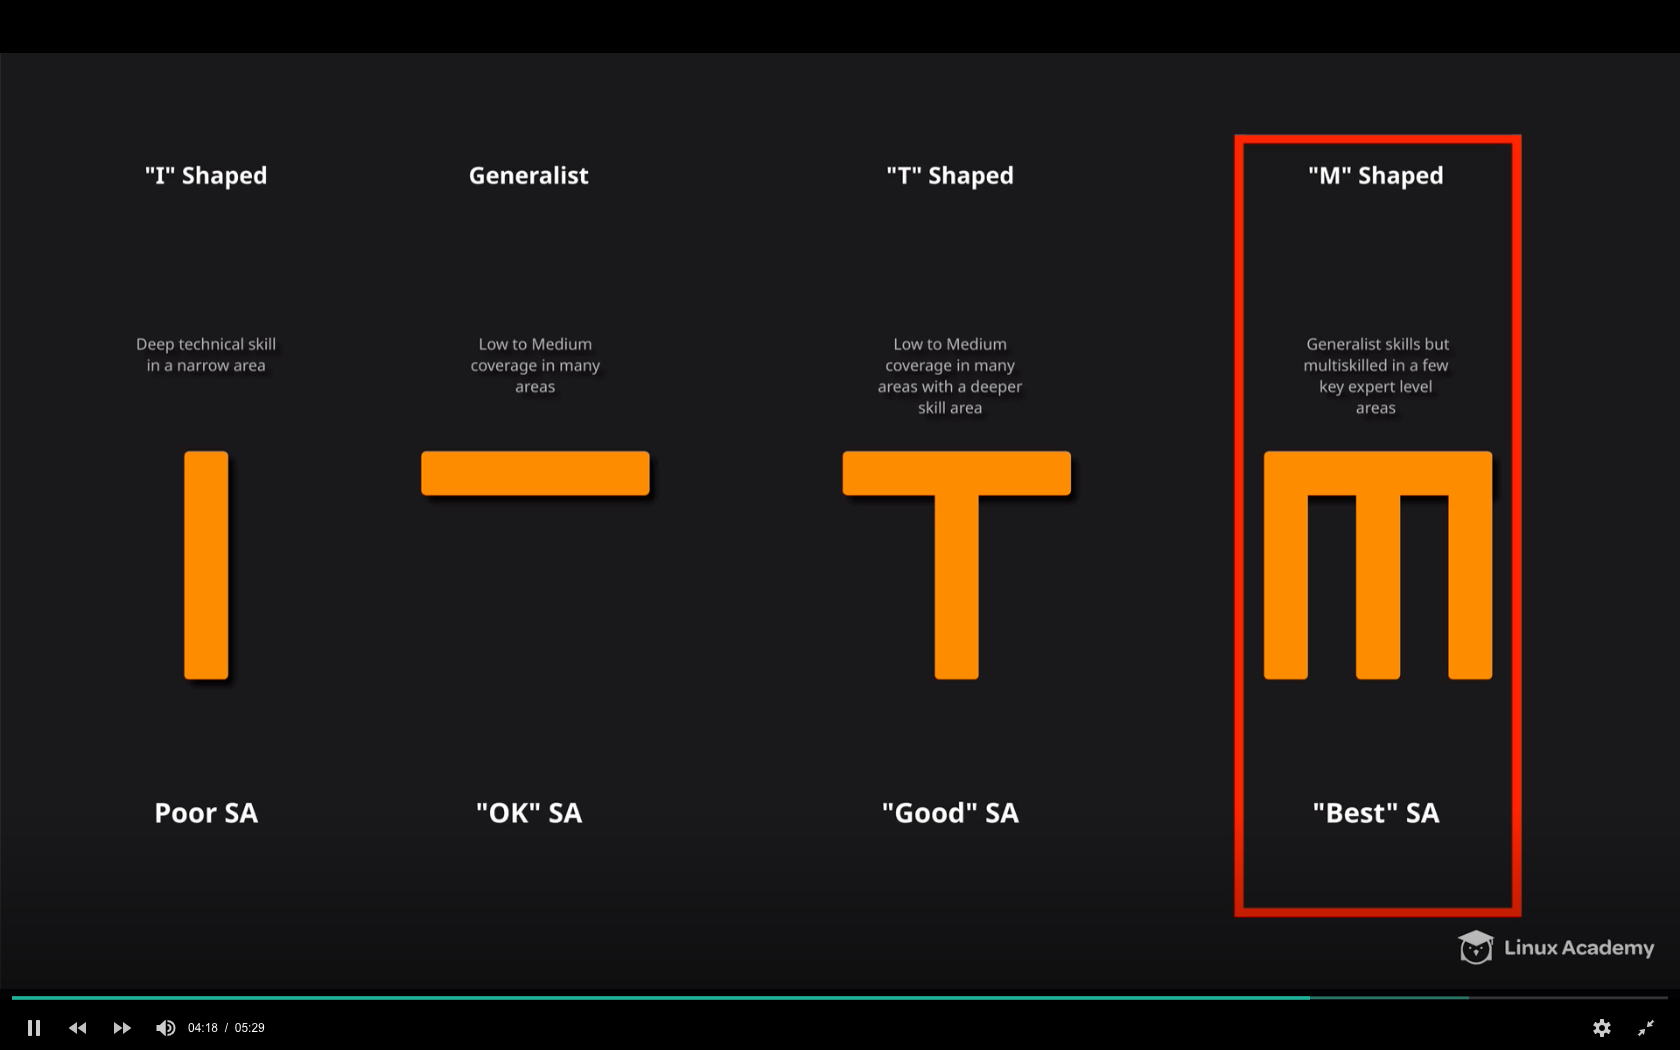 "I" Shaped
Generalist
"T" Shaped
"M" Shaped
Deep technical skill
in a narrow area
Low to Medium
coverage in many
areas
Low to Medium
coverage in many
areas with a deeper
skill area
Generalist skills but
multiskilled in a few
key expert level
areas
Poor SA
"OK" SA
"Good" SA
"Best" SA
Linux Academy
04:18 / 05:29